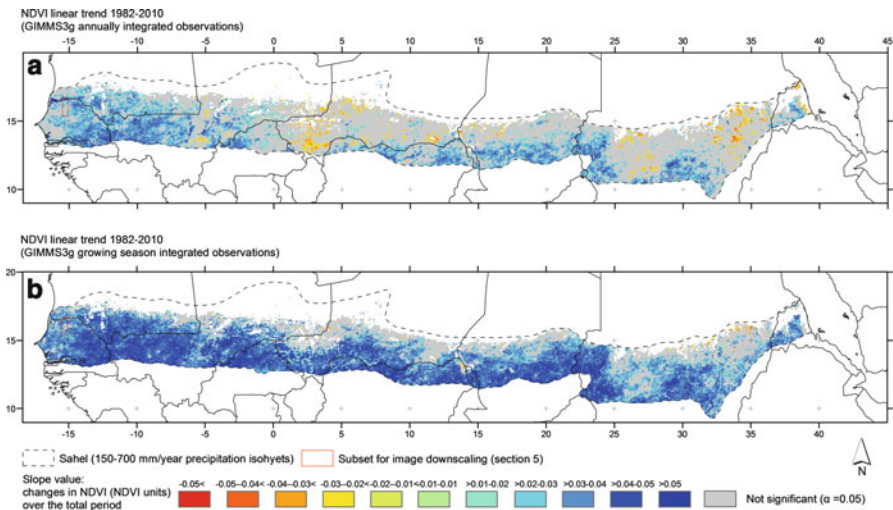 NDVI linear trend 1982-2010
(GIMMS3g annually integrated observations)
-15 -10 -5 0 5 10 15 20 25 30 35 40 45
a
15
10
NDVI linear trend 1982-2010
(GIMMS3g growing season integrated observations)
20
b
15
10
-15 -10 -5 0 5 10 15 20 25 30 35 40
Sahel (150-700 mm/year precipitation isohyets)
Subset for image downscaling (section 5)
N
Slope value:
changes in NDVI (NDVI units)
over the total period
-0.05< -0.05--0.04< -0.04--0.03< -0.03--0.02< -0.02--0.01< <0.01-0.01 >0.01-0.02 >0.02-0.03 >0.03-0.04 >0.04-0.05 >0.05
Not significant (α =0.05)